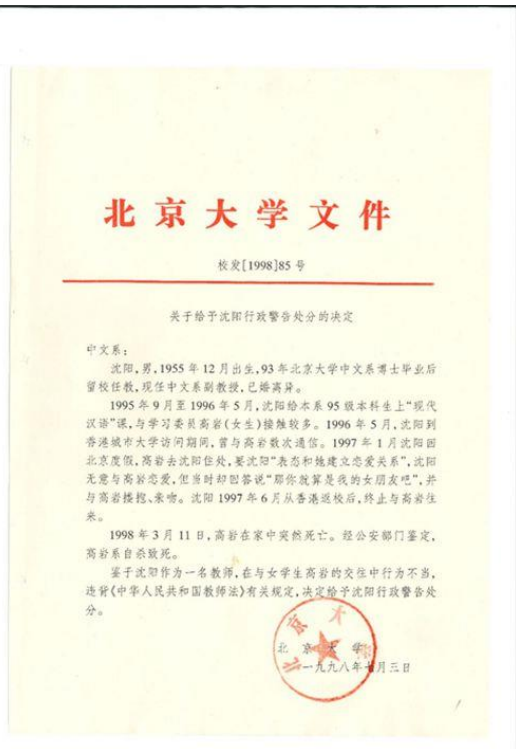 北京大学文件
校发[1998]85号
关于给予沈阳行政警告处分的决定
中文系:
沈阳,男,1955年12月出生,93年北京大学中文系博士毕业后
留校任教,现任中文系副教授,已婚离异。
1995年9月至1996年5月,沈阳给本系95级本科生上“现代
汉语”课,与学习委员高岩(女生)接触较多。1996年5月,沈阳到
香港城市大学访问期间,曾与高岩数次通信。1997年1月沈阳回
北京度假,高岩去沈阳住处,要沈阳“表态和她建立恋爱关系”,沈阳
无意与高岩恋爱,但当时却回答说“那你就算是我的女朋友吧”,并
与高岩搂抱、亲吻。沈阳1997年6月从香港返校后,终止与高岩往
来。
1998年3月11日,高岩在家中突然死亡。经公安部门鉴定,
高岩系自杀致死。
鉴于沈阳作为一名教师,在与女学生高岩的交往中行为不当,
违背《中华人民共和国教师法》有关规定,决定给予沈阳行政警告处
分。
北京大学
一九九八年七月三日